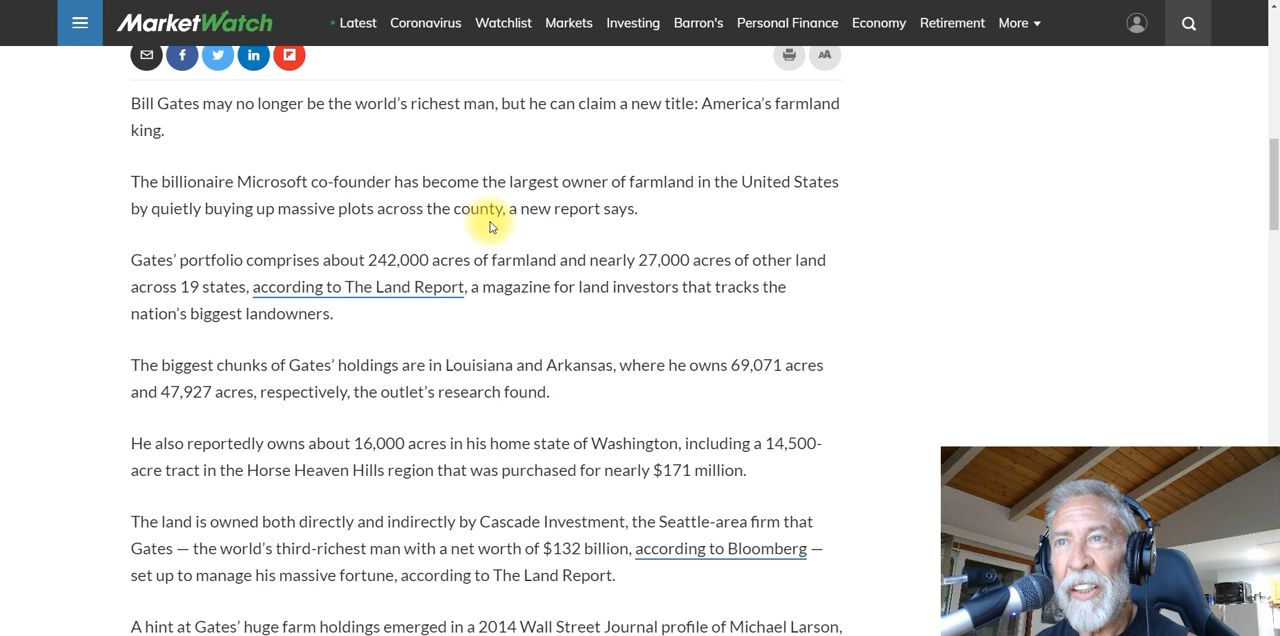 MarketWatch
Latest Coronavirus Watchlist Markets Investing Barron's Personal Finance Economy Retirement More
AA
Bill Gates may no longer be the world’s richest man, but he can claim a new title: America’s farmland
king.
The billionaire Microsoft co-founder has become the largest owner of farmland in the United States
by quietly buying up massive plots across the county, a new report says.
Gates’ portfolio comprises about 242,000 acres of farmland and nearly 27,000 acres of other land
across 19 states, according to The Land Report, a magazine for land investors that tracks the
nation’s biggest landowners.
The biggest chunks of Gates’ holdings are in Louisiana and Arkansas, where he owns 69,071 acres
and 47,927 acres, respectively, the outlet’s research found.
He also reportedly owns about 16,000 acres in his home state of Washington, including a 14,500-
acre tract in the Horse Heaven Hills region that was purchased for nearly $171 million.
The land is owned both directly and indirectly by Cascade Investment, the Seattle-area firm that
Gates — the world’s third-richest man with a net worth of $132 billion, according to Bloomberg —
set up to manage his massive fortune, according to The Land Report.
A hint at Gates’ huge farm holdings emerged in a 2014 Wall Street Journal profile of Michael Larson,